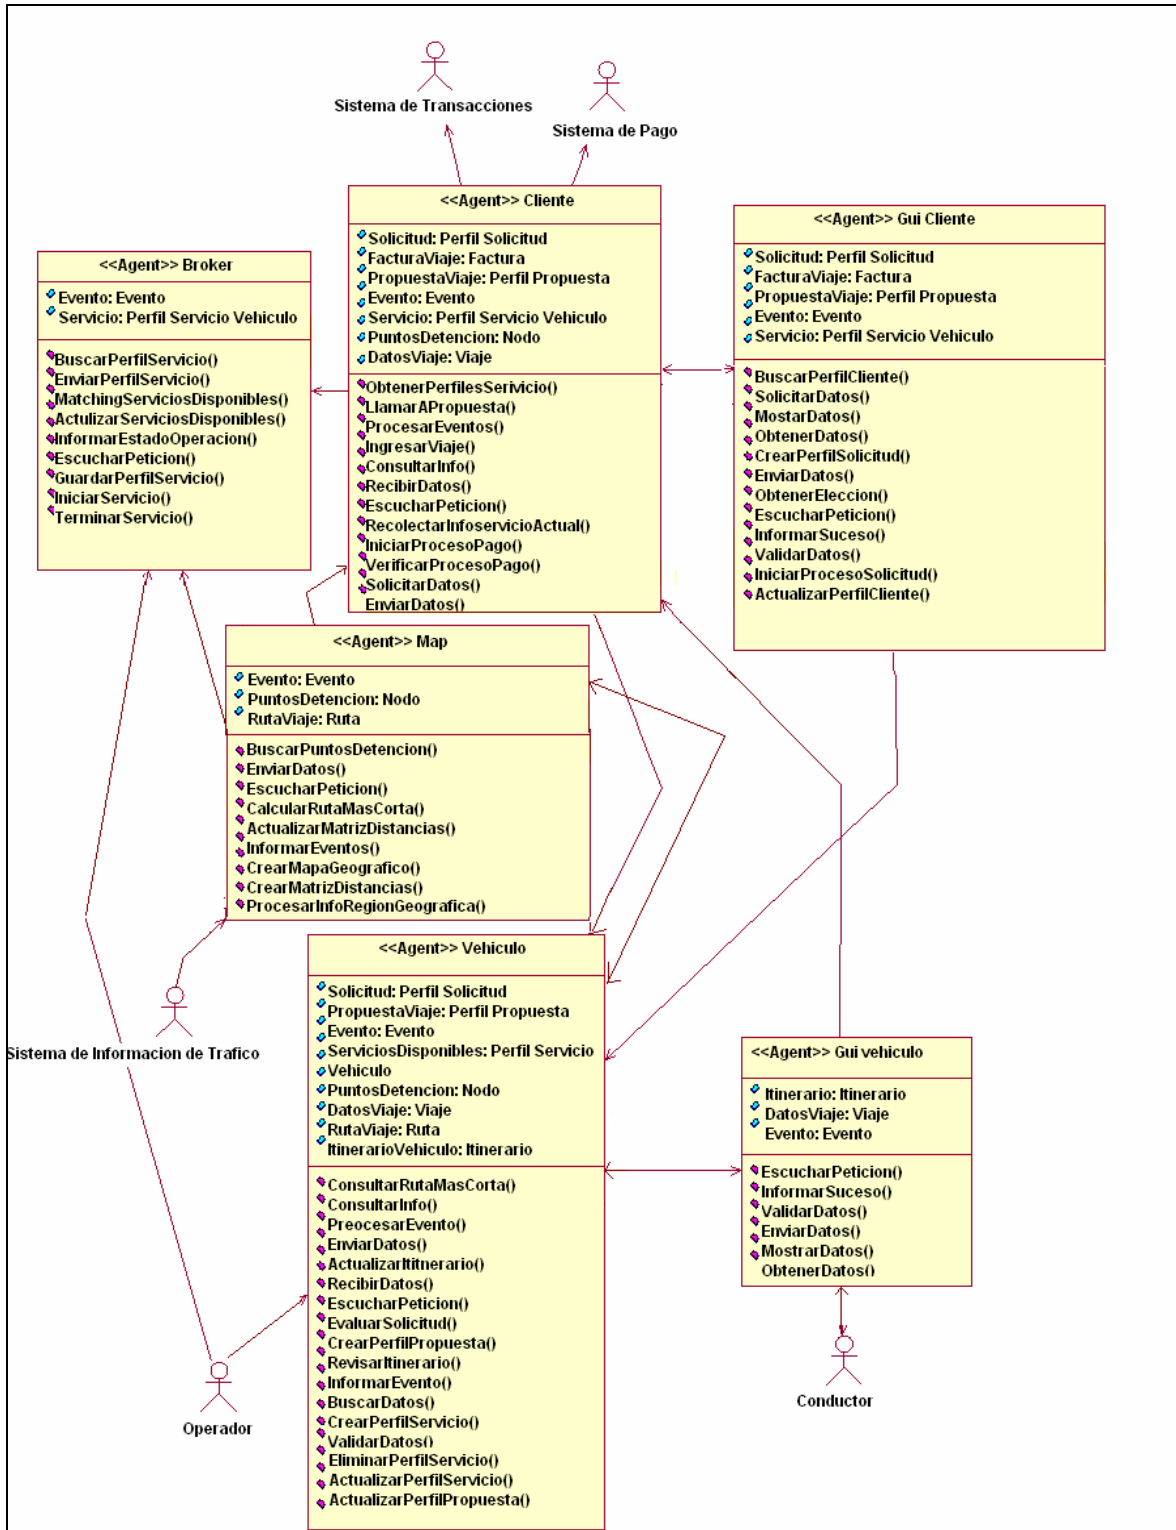 Sistema de Transacciones
Sistema de Pago
<<Agent>> Cliente
Solicitud: Perfil Solicitud
FacturaViaje: Factura
PropuestaViaje: Perfil Propuesta
Evento: Evento
Servicio: Perfil Servicio Vehiculo
PuntosDetencion: Nodo
DatosViaje: Viaje
ObtenerPerfilesSerivicio()
LlamarAPropuesta()
ProcesarEventos()
IngresarViaje()
ConsultarInfo()
RecibirDatos()
EscucharPeticion()
RecolectarInfoservicioActual()
IniciarProcesoPago()
VerificarProcesoPago()
SolicitarDatos()
EnviarDatos()
<<Agent>> Gui Cliente
Solicitud: Perfil Solicitud
FacturaViaje: Factura
PropuestaViaje: Perfil Propuesta
Evento: Evento
Servicio: Perfil Servicio Vehiculo
BuscarPerfilCliente()
SolicitarDatos()
MostarDatos()
ObtenerDatos()
CrearPerfilSolicitud()
EnviarDatos()
ObtenerEleccion()
EscucharPeticion()
InformarSuceso()
ValidarDatos()
IniciarProcesoSolicitud()
ActualizarPerfilCliente()
<<Agent>> Broker
Evento: Evento
Servicio: Perfil Servicio Vehiculo
BuscarPerfilServicio()
EnviarPerfilServicio()
MatchingServiciosDisponibles()
ActulizarServiciosDisponibles()
InformarEstadoOperacion()
EscucharPeticion()
GuardarPerfilServicio()
IniciarServicio()
TerminarServicio()
<<Agent>> Map
Evento: Evento
PuntosDetencion: Nodo
RutaViaje: Ruta
BuscarPuntosDetencion()
EnviarDatos()
EscucharPeticion()
CalcularRutaMasCorta()
ActualizarMatrizDistancias()
InformarEventos()
CrearMapaGeografico()
CrearMatrizDistancias()
ProcesarInfoRegionGeografica()
Sistema de Informacion de Trafico
<<Agent>> Vehiculo
Solicitud: Perfil Solicitud
PropuestaViaje: Perfil Propuesta
Evento: Evento
ServiciosDisponibles: Perfil Servicio
Vehiculo
PuntosDetencion: Nodo
DatosViaje: Viaje
RutaViaje: Ruta
ItinerarioVehiculo: Itinerario
ConsultarRutaMasCorta()
ConsultarInfo()
PreocesarEvento()
EnviarDatos()
ActualizarItitnerario()
RecibirDatos()
EscucharPeticion()
EvaluarSolicitud()
CrearPerfilPropuesta()
RevisarItinerario()
InformarEvento()
BuscarDatos()
CrearPerfilServicio()
ValidarDatos()
EliminarPerfilServicio()
ActualizarPerfilServicio()
ActualizarPerfilPropuesta()
<<Agent>> Gui vehiculo
Itinerario: Itinerario
DatosViaje: Viaje
Evento: Evento
EscucharPeticion()
InformarSuceso()
ValidarDatos()
EnviarDatos()
MostrarDatos()
ObtenerDatos()
Operador
Conductor